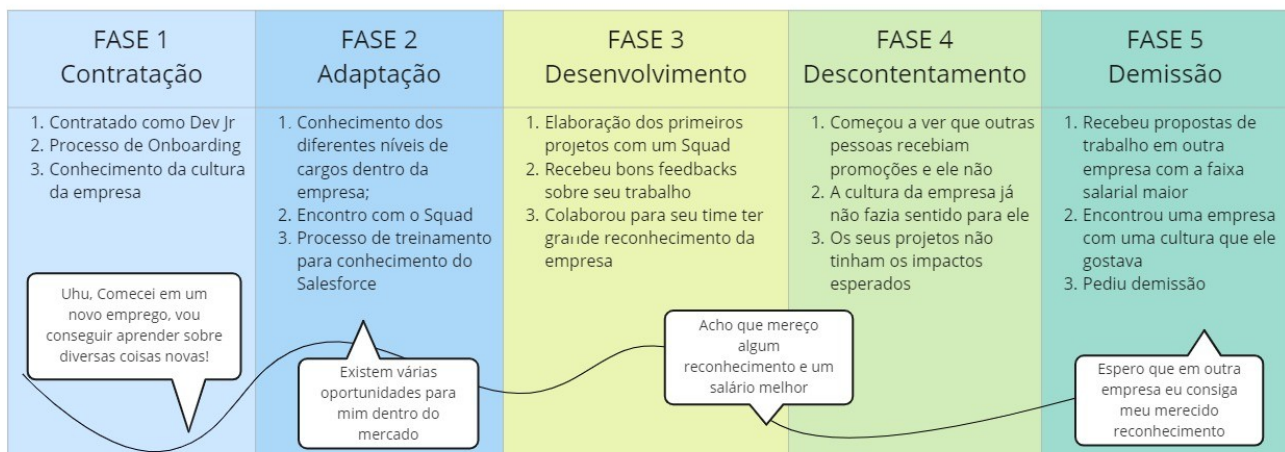 FASE 1
Contratação
1. Contratado como Dev Jr
2. Processo de Onboarding
3. Conhecimento da cultura
da empresa
Uhu, Comecei em um
novo emprego, vou
conseguir aprender sobre
diversas coisas novas!
FASE 2
Adaptação
1. Conhecimento dos
diferentes níveis de
cargos dentro da
empresa;
2. Encontro com o Squad
3. Processo de treinamento
para conhecimento do
Salesforce
Existem várias
oportunidades para
mim dentro do
mercado
FASE 3
Desenvolvimento
1. Elaboração dos primeiros
projetos com um Squad
2. Recebeu bons feedbacks
sobre seu trabalho
3. Colaborou para seu time ter
grande reconhecimento da
empresa
Acho que mereço
algum
reconhecimento e um
salário melhor
FASE 4
Descontentamento
1. Começou a ver que outras
pessoas recebiam
promoções e ele não
2. A cultura da empresa já
não fazia sentido para ele
3. Os seus projetos não
tinham os impactos
esperados
FASE 5
Demissão
1. Recebeu propostas de
trabalho em outra
empresa com a faixa
salarial maior
2. Encontrou uma empresa
com uma cultura que ele
gostava
3. Pediu demissão
Espero que em outra
empresa eu consiga
meu merecido
reconhecimento